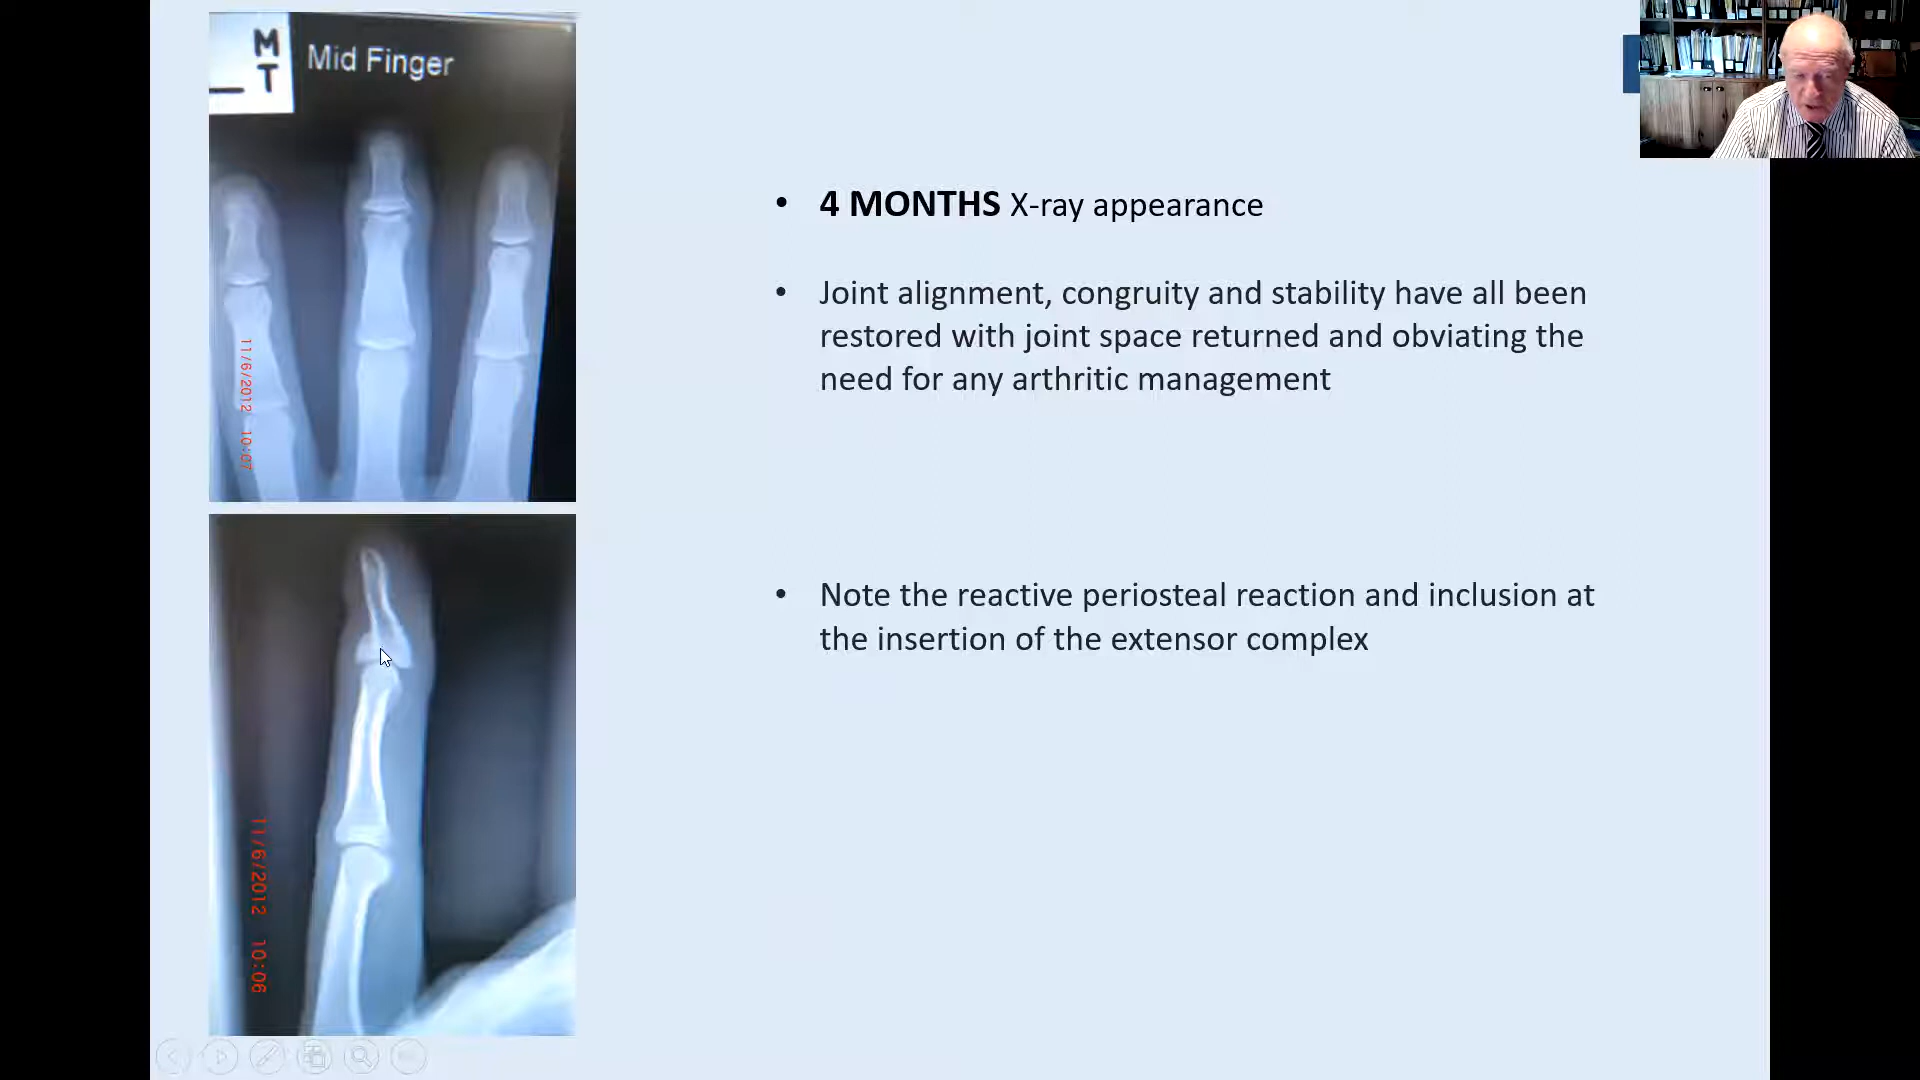 M
T
Mid Finger
11/6/2012 10:07
11/6/2012 10:06
• 4 MONTHS X-ray appearance
• Joint alignment, congruity and stability have all been
restored with joint space returned and obviating the
need for any arthritic management
• Note the reactive periosteal reaction and inclusion at
the insertion of the extensor complex